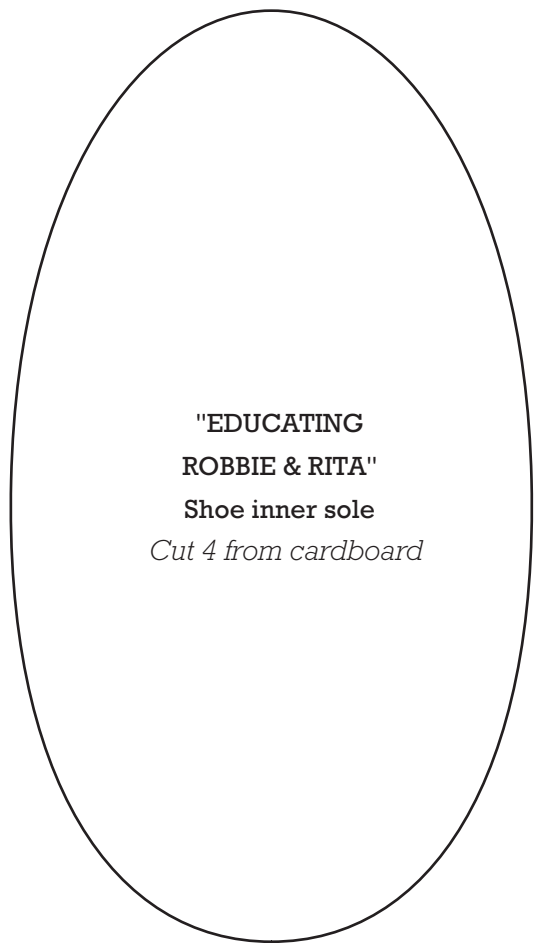 "EDUCATING
ROBBIE & RITA"
Shoe inner sole
Cut 4 from cardboard